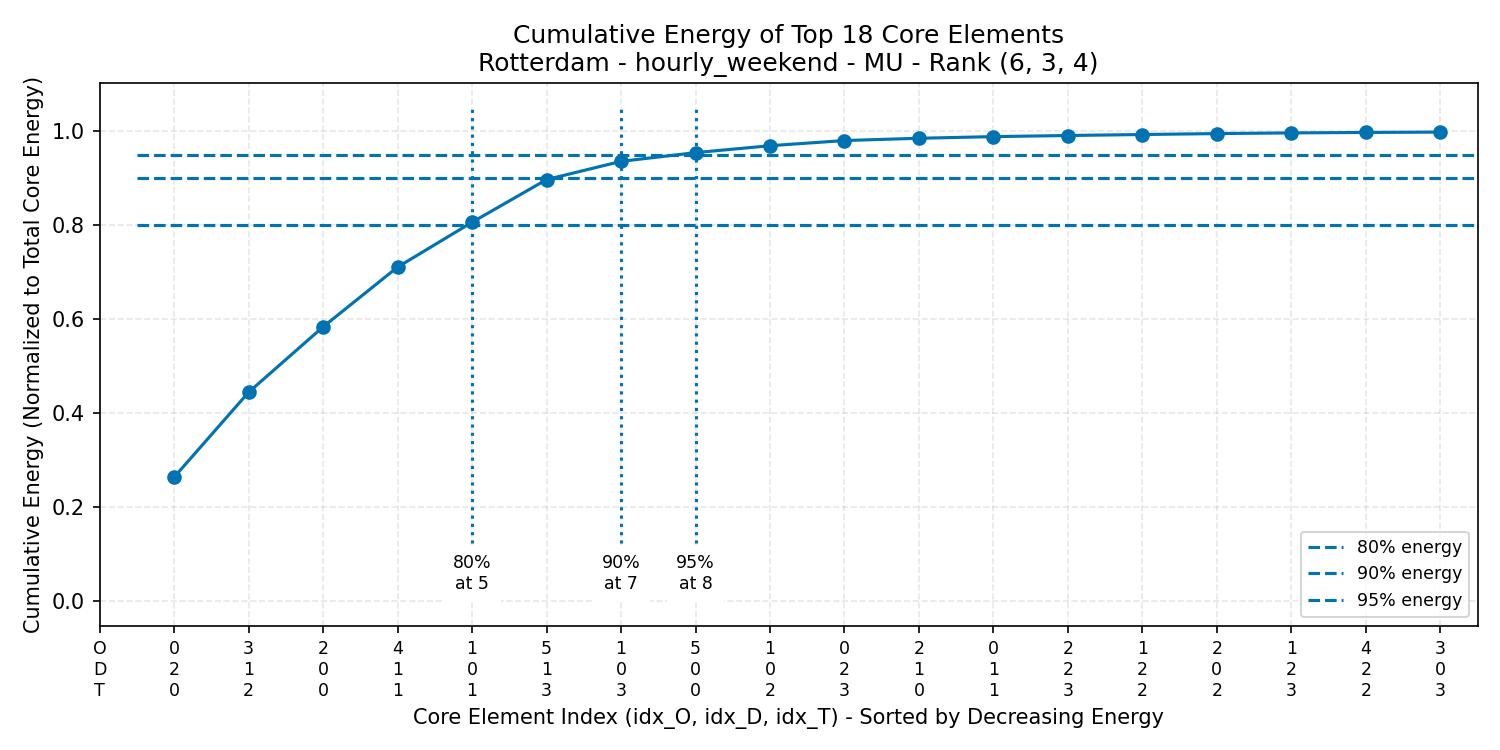 Cumulative Energy of Top 18 Core Elements
Rotterdam - hourly_weekend - MU - Rank (6, 3, 4)
Cumulative Energy (Normalized to Total Core Energy)
1.0
0.8
0.6
0.4
0.2
0.0
80%
at 5
90%
at 7
95%
at 8
80% energy
90% energy
95% energy
O 0 3 2 4 1 5 1 5 1 0 2 0 2 1 2 1 4 3
D 2 1 0 1 0 1 0 0 0 2 1 1 2 2 0 2 2 0
T 0 2 0 1 1 3 3 0 2 3 0 1 3 2 2 3 2 3
Core Element Index (idx_O, idx_D, idx_T) - Sorted by Decreasing Energy